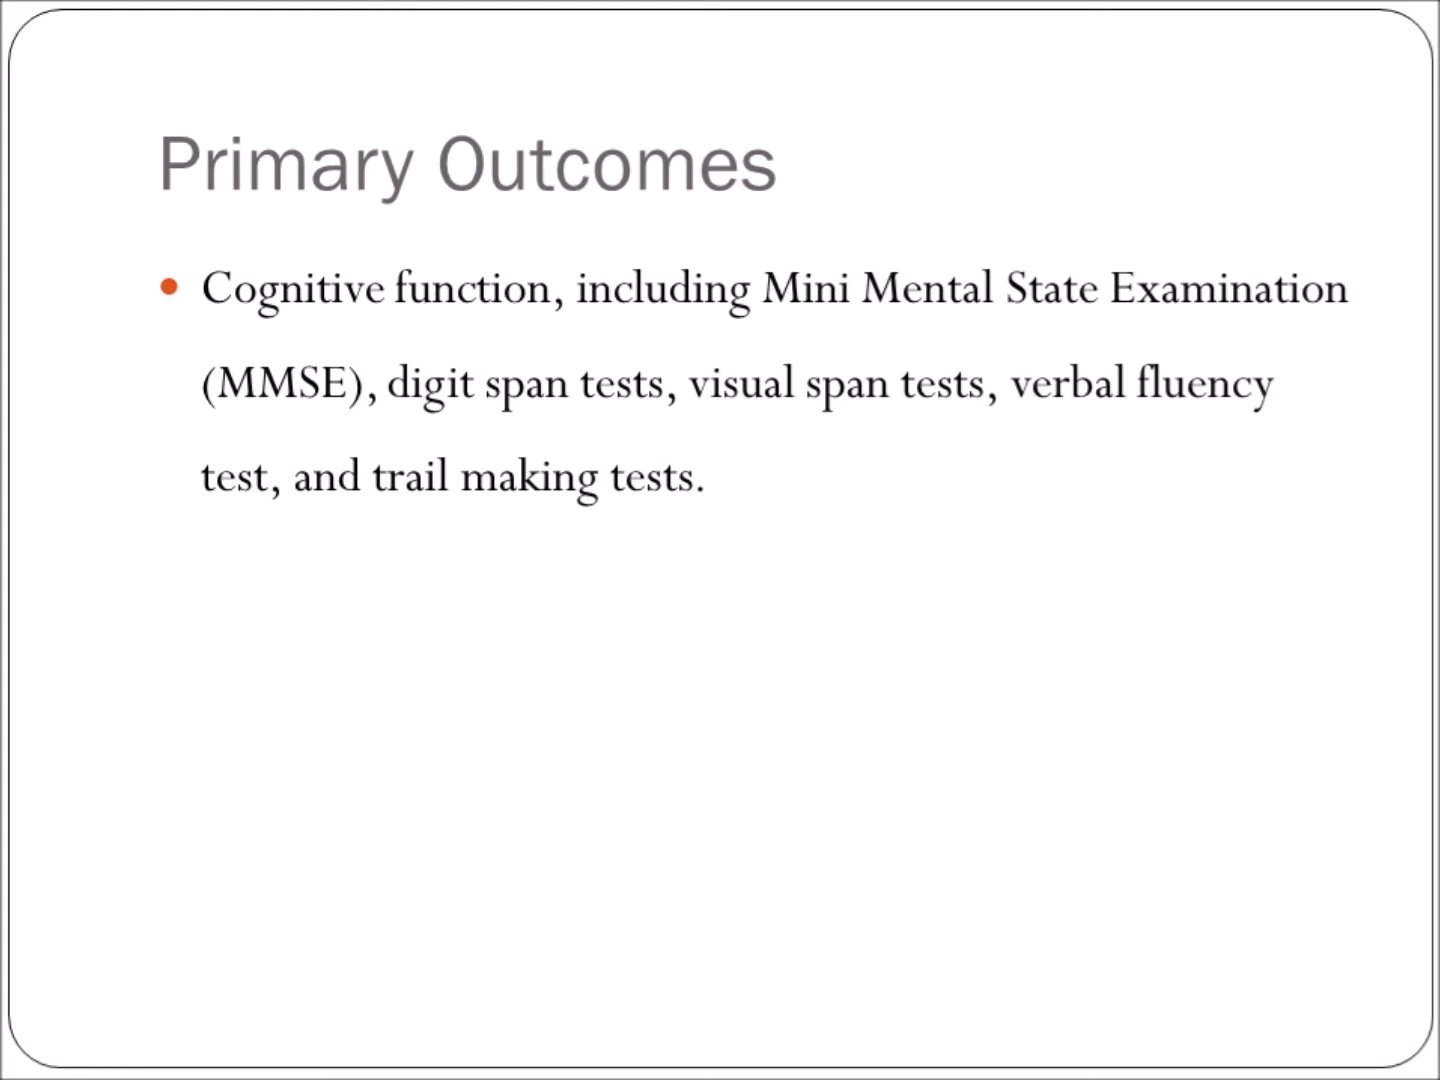 Primary Outcomes
• Cognitive function, including Mini Mental State Examination
(MMSE), digit span tests, visual span tests, verbal fluency
test, and trail making tests.